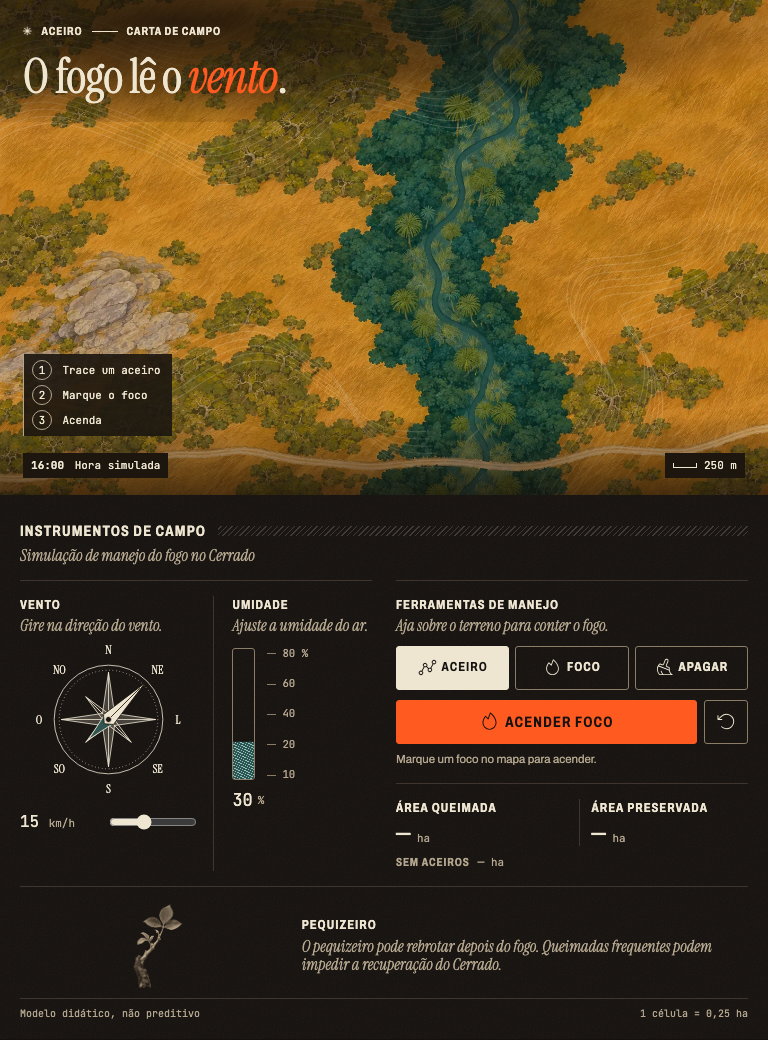 ACEIRO — CARTA DE CAMPO
O fogo lê o vento.
1 Trace um aceiro
2 Marque o foco
3 Acenda
16:00 Hora simulada
250 m
INSTRUMENTOS DE CAMPO
Simulação de manejo do fogo no Cerrado
VENTO
Gire na direção do vento.
N
NO
NE
O
L
SO
SE
S
15 km/h
UMIDADE
Ajuste a umidade do ar.
80 %
60
40
20
10
30 %
FERRAMENTAS DE MANEJO
Aja sobre o terreno para conter o fogo.
ACEIRO
FOCO
APAGAR
ACENDER FOCO
Marque um foco no mapa para acender.
ÁREA QUEIMADA
— ha
SEM ACEIROS — ha
ÁREA PRESERVADA
— ha
PEQUIZEIRO
O pequizeiro pode rebrotar depois do fogo. Queimadas frequentes podem
impedir a recuperação do Cerrado.
Modelo didático, não preditivo
1 célula = 0,25 ha